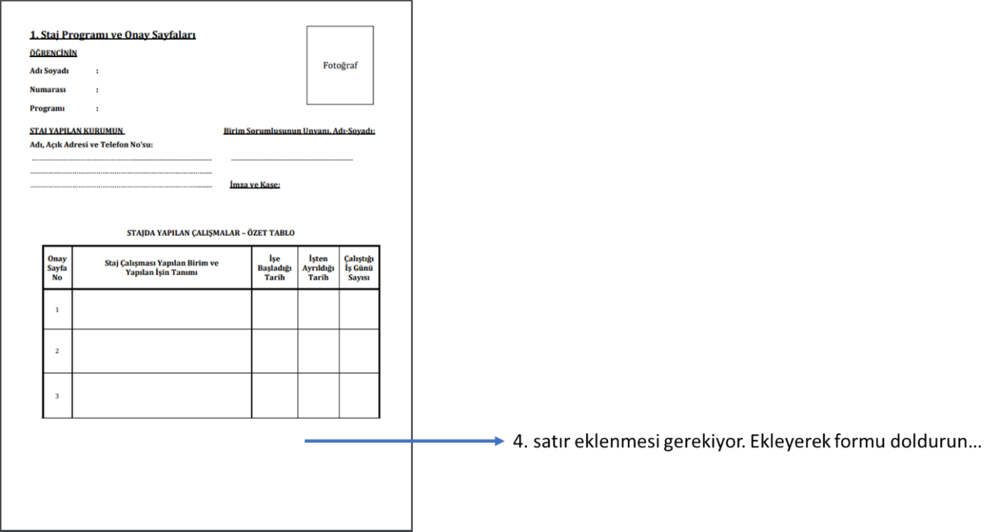 1. Staj Programı ve Onay Sayfaları
ÖĞRENCİNİN
Adı Soyadı :
Numarası :
Programı :
Fotoğraf
STAJ YAPILAN KURUMUN
Adı, Açık Adresi ve Telefon No'su:
Birim Sorumlusunun Unvanı, Adı-Soyadı:
İmza ve Kaşe:
STAJDA YAPILAN ÇALIŞMALAR – ÖZET TABLO
Onay
Sayfa
No
Staj Çalışması Yapılan Birim ve
Yapılan İşin Tanımı
İşe
Başladığı
Tarih
İşten
Ayrıldığı
Tarih
Çalıştığı
İş Günü
Sayısı
1
2
3
4. satır eklenmesi gerekiyor. Ekleyerek formu doldurun...